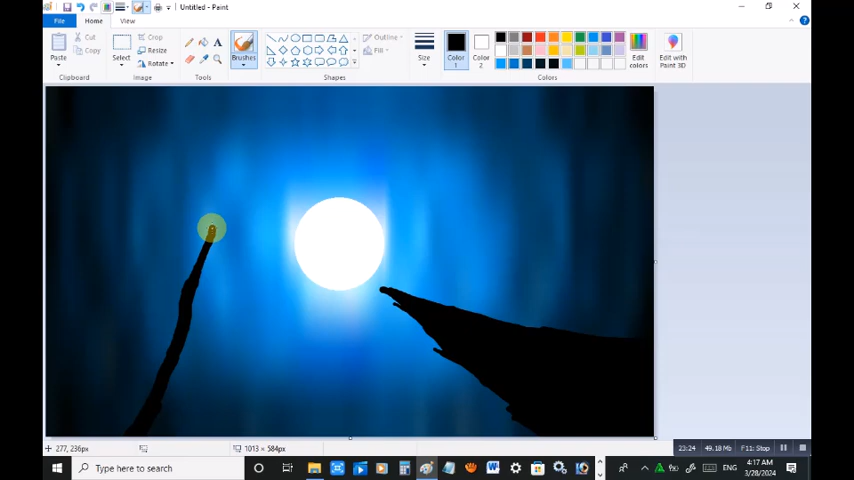 Untitled - Paint
File
Home
View
Paste
Cut
Copy
Clipboard
Select
Crop
Resize
Rotate
Image
A
Tools
Brushes
Outline
Fill
Shapes
Size
Color
1
Color
2
Edit
colors
Colors
Edit with
Paint 3D
277, 236px
1013 × 584px
23:24
49.18 Mb
F11: Stop
Type here to search
ENG
4:17 AM
3/28/2024